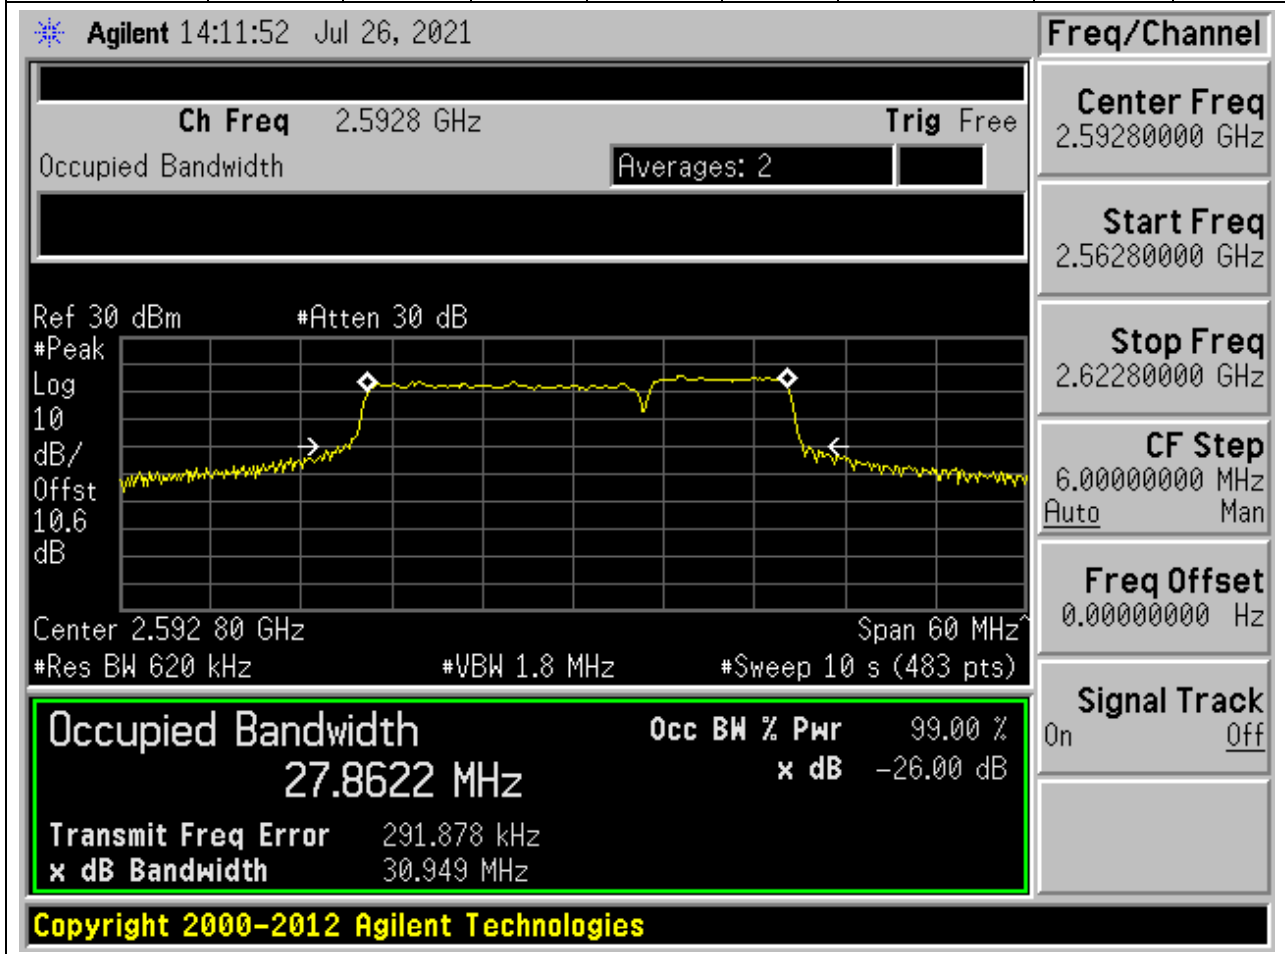 Agilent 14:11:52 Jul 26, 2021
Freq/Channel
Ch Freq 2.5928 GHz Trig Free
Occupied Bandwidth Averages: 2
Ref 30 dBm #Atten 30 dB
#Peak
Log
10
dB/
Offst
10.6
dB
Center 2.592 80 GHz Span 60 MHz^
#Res BW 620 kHz #VBW 1.8 MHz #Sweep 10 s (483 pts)
Occupied Bandwidth
27.8622 MHz
Occ BW % Pwr 99.00 %
x dB -26.00 dB
Transmit Freq Error 291.878 kHz
x dB Bandwidth 30.949 MHz
Center Freq
2.59280000 GHz
Start Freq
2.56280000 GHz
Stop Freq
2.62280000 GHz
CF Step
6.00000000 MHz
Auto Man
Freq Offset
0.00000000 Hz
Signal Track
On Off
Copyright 2000-2012 Agilent Technologies